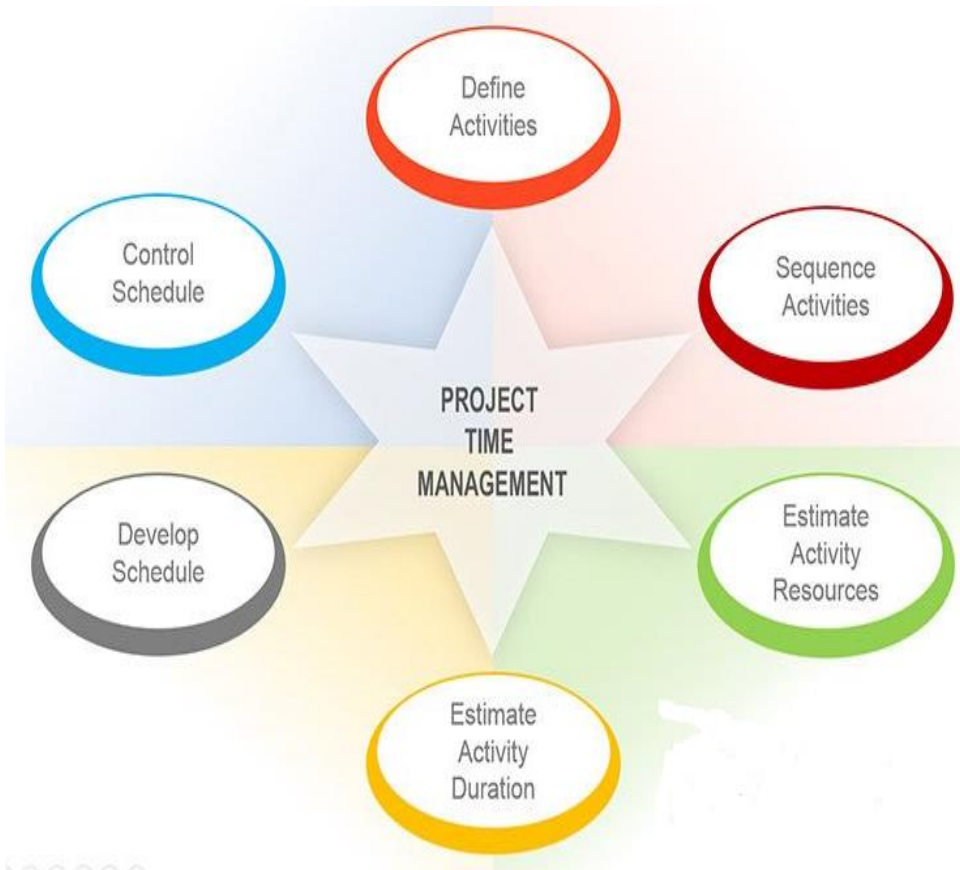 Define
Activities
Sequence
Activities
Estimate
Activity
Resources
Estimate
Activity
Duration
Develop
Schedule
Control
Schedule
PROJECT
TIME
MANAGEMENT